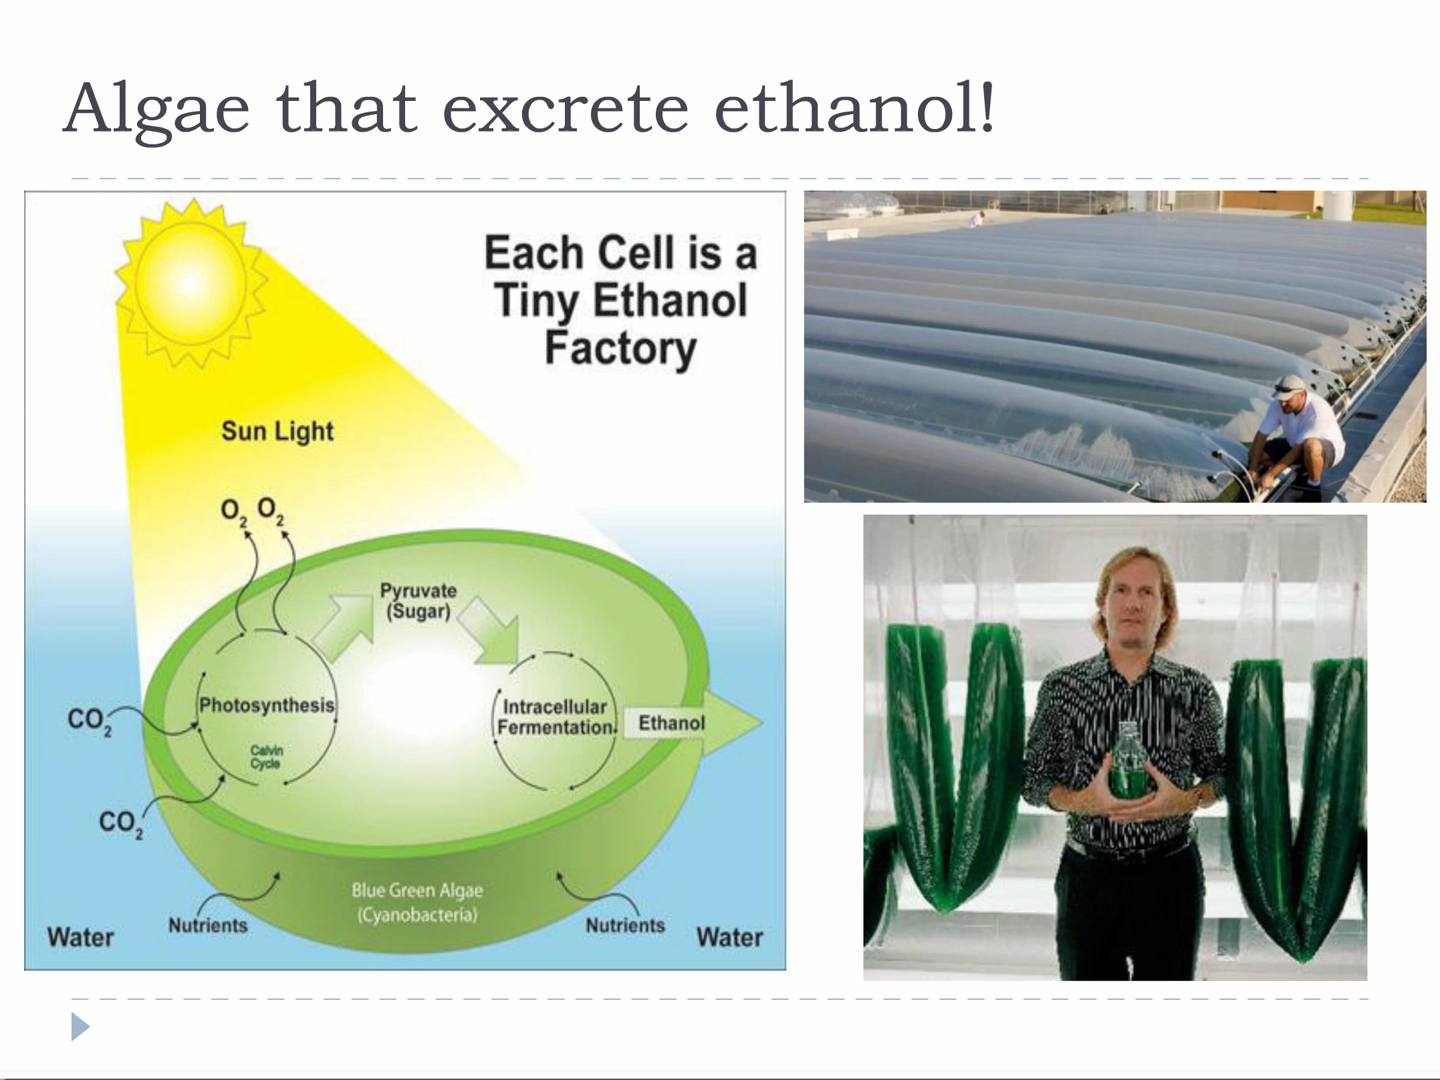 Algae that excrete ethanol!
Each Cell is a
Tiny Ethanol
Factory
Sun Light
O2 O2
Pyruvate
(Sugar)
Photosynthesis
Calvin
Cycle
Intracellular
Fermentation
Ethanol
CO2
CO2
Blue Green Algae
(Cyanobacteria)
Nutrients
Nutrients
Water
Water